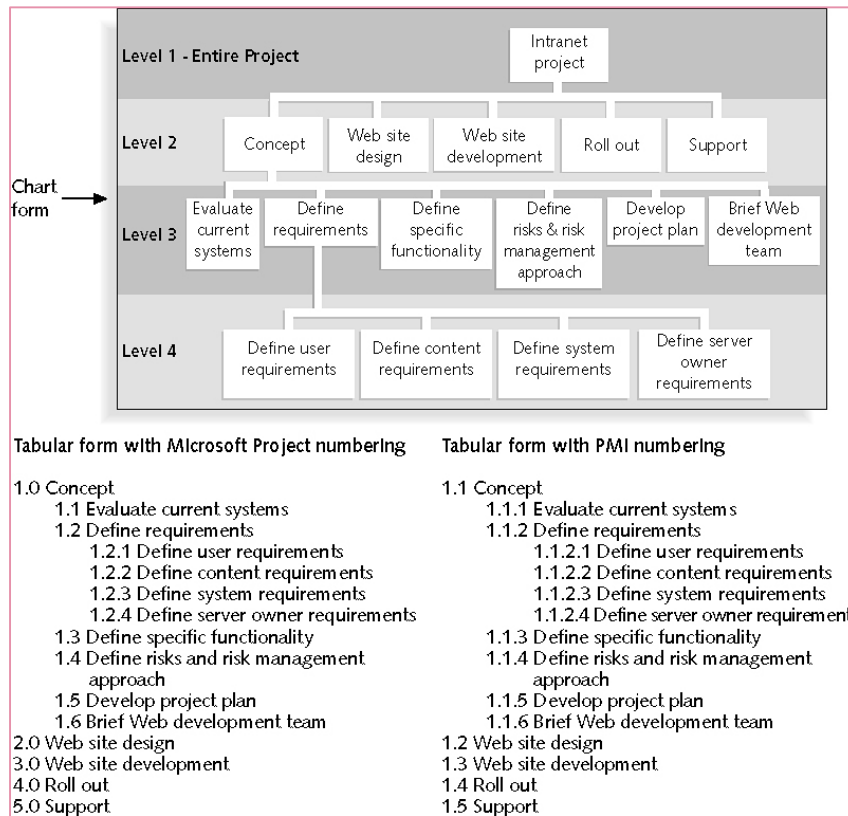 Level 1 - Entire Project
Intranet
project
Level 2
Concept
Web site
design
Web site
development
Roll out
Support
Chart
form
Level 3
Evaluate
current
systems
Define
requirements
Define
specific
functionality
Define
risks & risk
management
approach
Develop
project plan
Brief Web
development
team
Level 4
Define user
requirements
Define content
requirements
Define system
requirements
Define server
owner
requirements
Tabular form with Microsoft Project numbering
1.0 Concept
1.1 Evaluate current systems
1.2 Define requirements
1.2.1 Define user requirements
1.2.2 Define content requirements
1.2.3 Define system requirements
1.2.4 Define server owner requirements
1.3 Define specific functionality
1.4 Define risks and risk management
approach
1.5 Develop project plan
1.6 Brief Web development team
2.0 Web site design
3.0 Web site development
4.0 Roll out
5.0 Support
Tabular form with PMI numbering
1.1 Concept
1.1.1 Evaluate current systems
1.1.2 Define requirements
1.1.2.1 Define user requirements
1.1.2.2 Define content requirements
1.1.2.3 Define system requirements
1.1.2.4 Define server owner requirement
1.1.3 Define specific functionality
1.1.4 Define risks and risk management
approach
1.1.5 Develop project plan
1.1.6 Brief Web development team
1.2 Web site design
1.3 Web site development
1.4 Roll out
1.5 Support